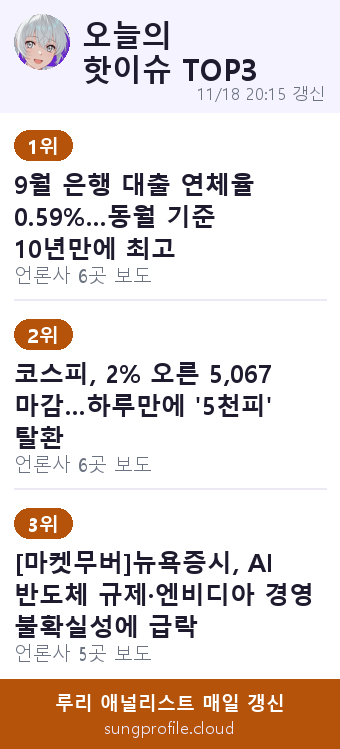 오늘의
핫이슈 TOP3
11/18 20:15 갱신
1위
9월 은행 대출 연체율
0.59%…동월 기준
10년만에 최고
언론사 6곳 보도
2위
코스피, 2% 오른 5,067
마감…하루만에 '5천피'
탈환
언론사 6곳 보도
3위
[마켓무버]뉴욕증시, AI
반도체 규제·엔비디아 경영
불확실성에 급락
언론사 5곳 보도
루리 애널리스트 매일 갱신
sungprofile.cloud